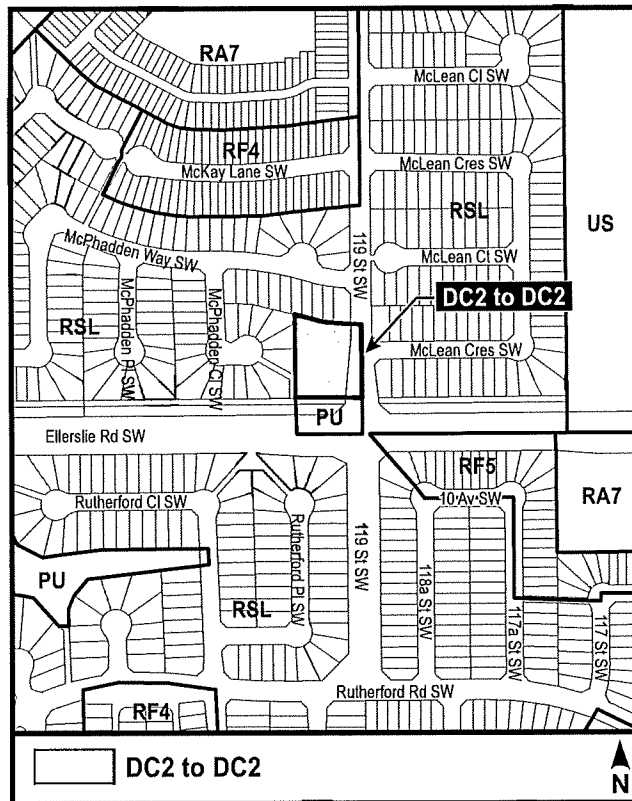 RA7
McLean Cl SW
RF4
McKay Lane SW
McLean Cres SW
RSL
US
McPhadden Way SW
119 St SW
McLean Ct SW
DC2 to DC2
RSL
McPhadden Pl SW
McPhadden Cl SW
McLean Cres SW
PU
Ellerslie Rd SW
RF5
Rutherford Cl SW
10 Av SW
RA7
Rutherford Pl SW
119 St SW
PU
RSL
118a St SW
117a St SW
117 St SW
RF4
Rutherford Rd SW
DC2 to DC2
N